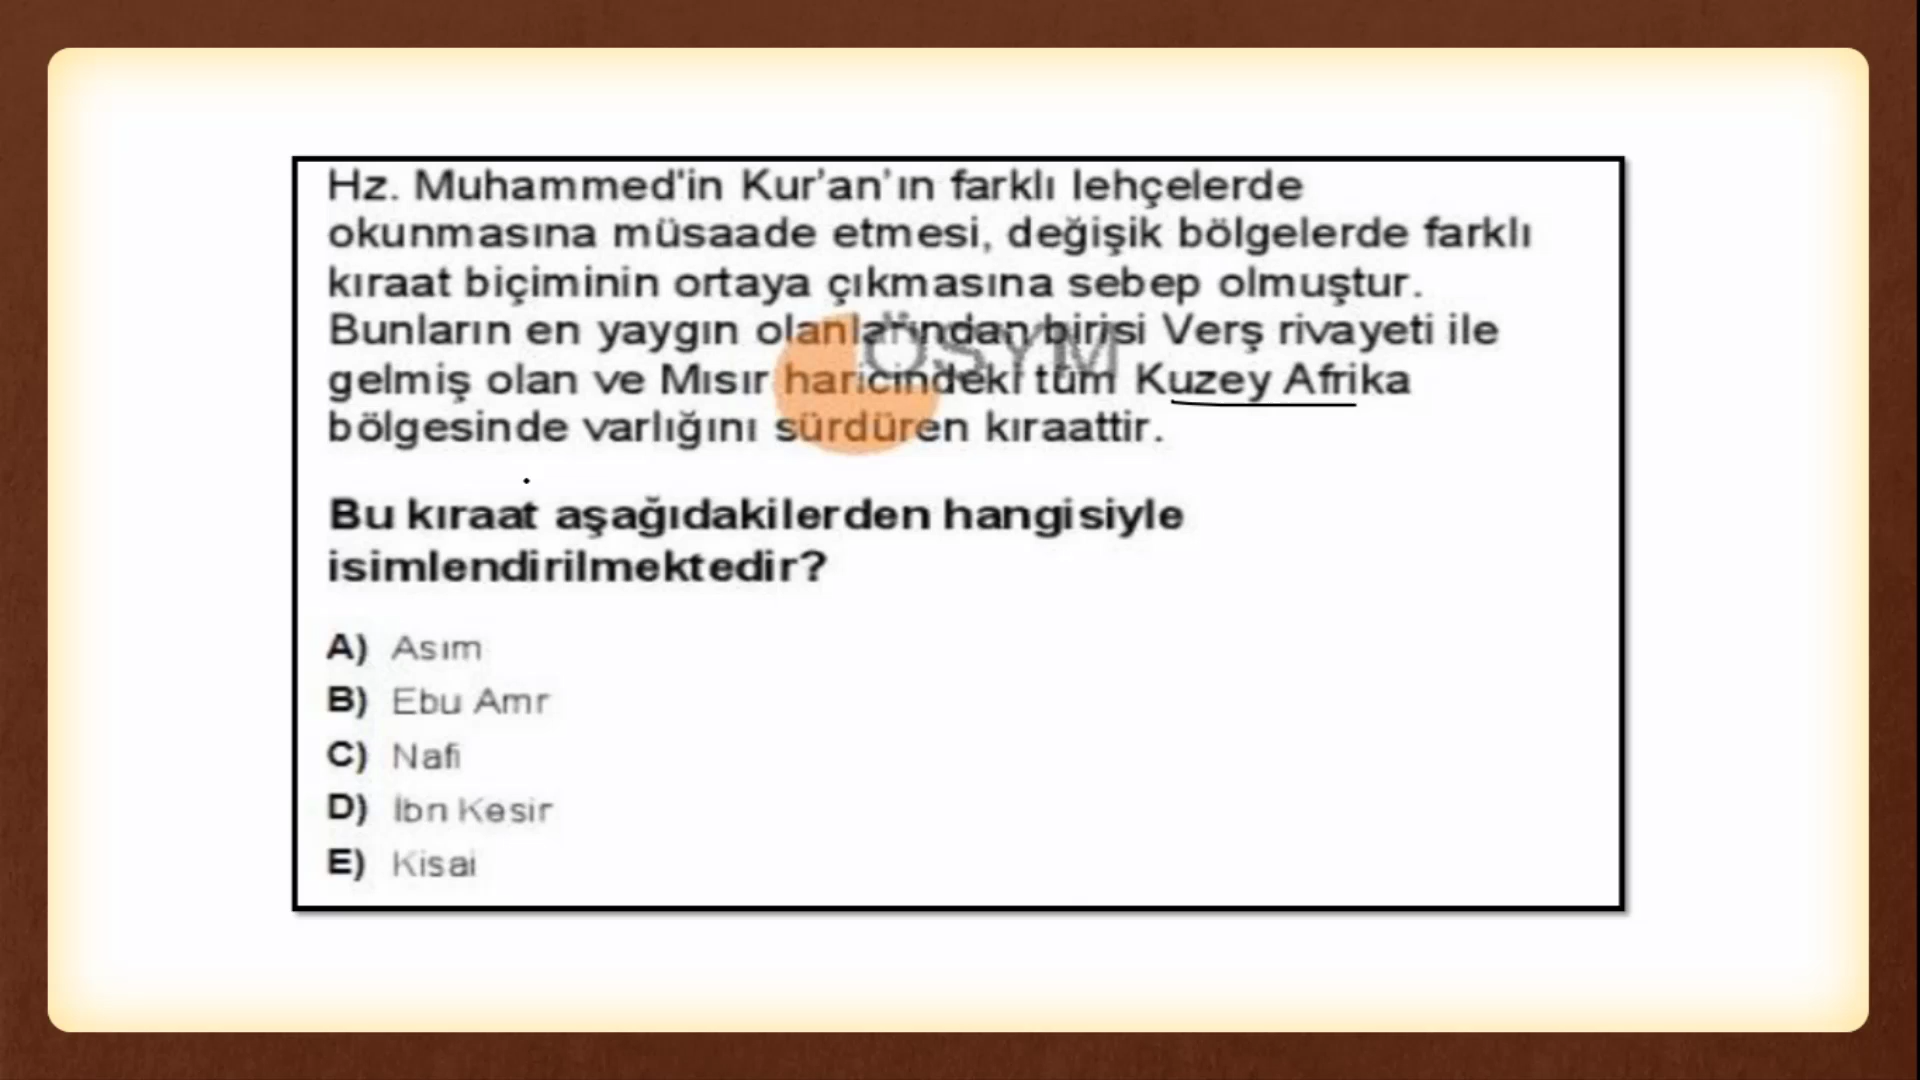 Hz. Muhammed'in Kur'an'ın farklı lehçelerde
okunmasına müsaade etmesi, değişik bölgelerde farklı
kıraat biçiminin ortaya çıkmasına sebep olmuştur.
Bunların en yaygın olanlarından birisi Verş rivayeti ile
gelmiş olan ve Mısır haricindeki tüm Kuzey Afrika
bölgesinde varlığını sürdüren kıraattir.
ÖSYM
Bu kıraat aşağıdakilerden hangisiyle
isimlendirilmektedir?
A) Asım
B) Ebu Amr
C) Nafi
D) İbn Kesir
E) Kisai